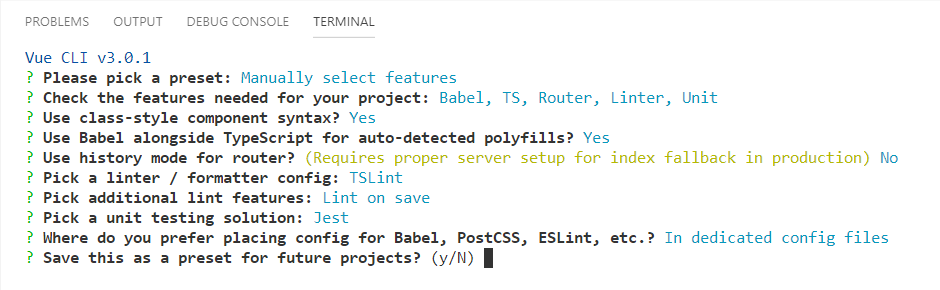 PROBLEMS OUTPUT DEBUG CONSOLE TERMINAL
Vue CLI v3.0.1
? Please pick a preset: Manually select features
? Check the features needed for your project: Babel, TS, Router, Linter, Unit
? Use class-style component syntax? Yes
? Use Babel alongside TypeScript for auto-detected polyfills? Yes
? Use history mode for router? (Requires proper server setup for index fallback in production) No
? Pick a linter / formatter config: TSLint
? Pick additional lint features: Lint on save
? Pick a unit testing solution: Jest
? Where do you prefer placing config for Babel, PostCSS, ESLint, etc.? In dedicated config files
? Save this as a preset for future projects? (y/N)